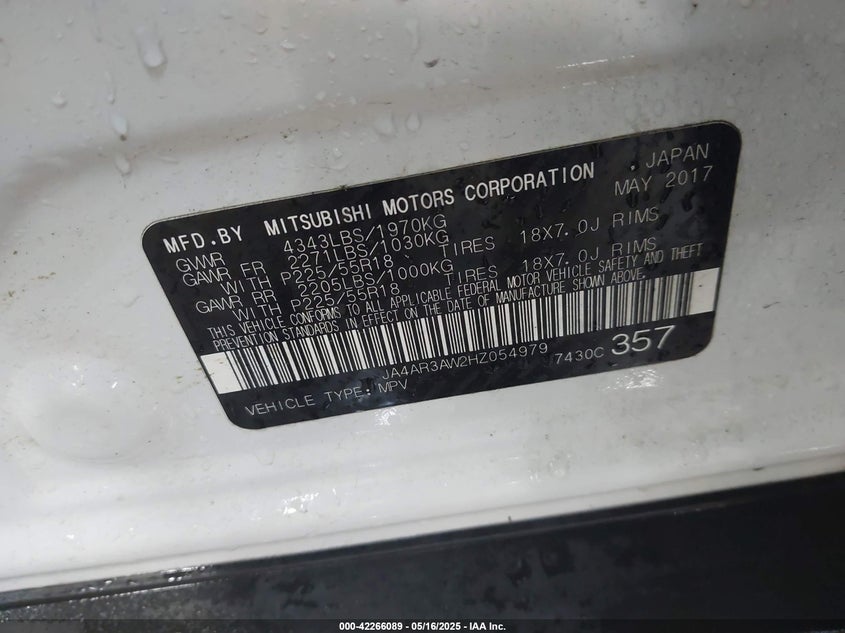 MFD.BY MITSUBISHI MOTORS CORPORATION . JAPAN
GVWR 4343LBS/1970KG MAY 2017
GAWR FR 2271LBS/1030KG
WITH P225/55R18 TIRES 18X7.0J RIMS
GAWR RR 2205LBS/1000KG
WITH P225/55R18 TIRES 18X7.0J RIMS
THIS VEHICLE CONFORMS TO ALL APPLICABLE FEDERAL MOTOR VEHICLE SAFETY AND THEFT
PREVENTION STANDARDS IN EFFECT ON THE DATE OF MANUFACTURE SHOWN ABOVE.
JA4AR3AW2HZ054979 7430C 357
VEHICLE TYPE: MPV
000-42266089 - 05/16/2025 - IAA Inc.